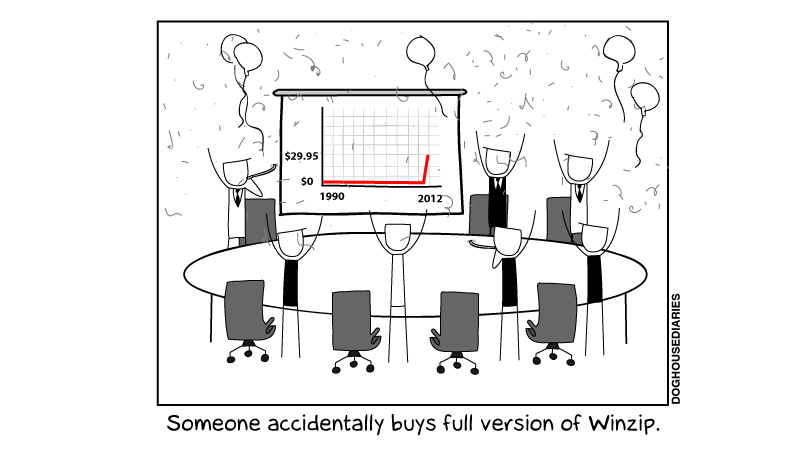 $29.95
$0
1990
2012
DOGHOUSEDIARIES
Someone accidentally buys full version of Winzip.